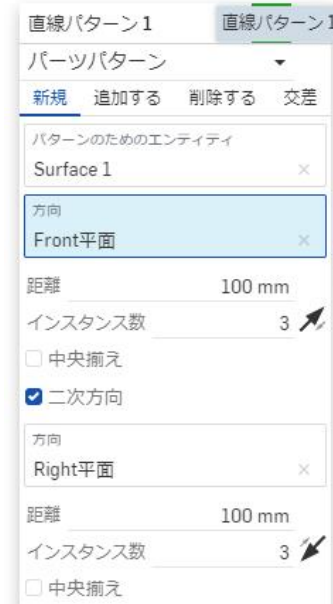 直線パターン 1
直線パターン 1
パーツパターン
新規 追加する 削除する 交差
パターンのためのエンティティ
Surface 1
方向
Front平面
距離 100 mm
インスタンス数 3
中央揃え
二次方向
方向
Right平面
距離 100 mm
インスタンス数 3
中央揃え